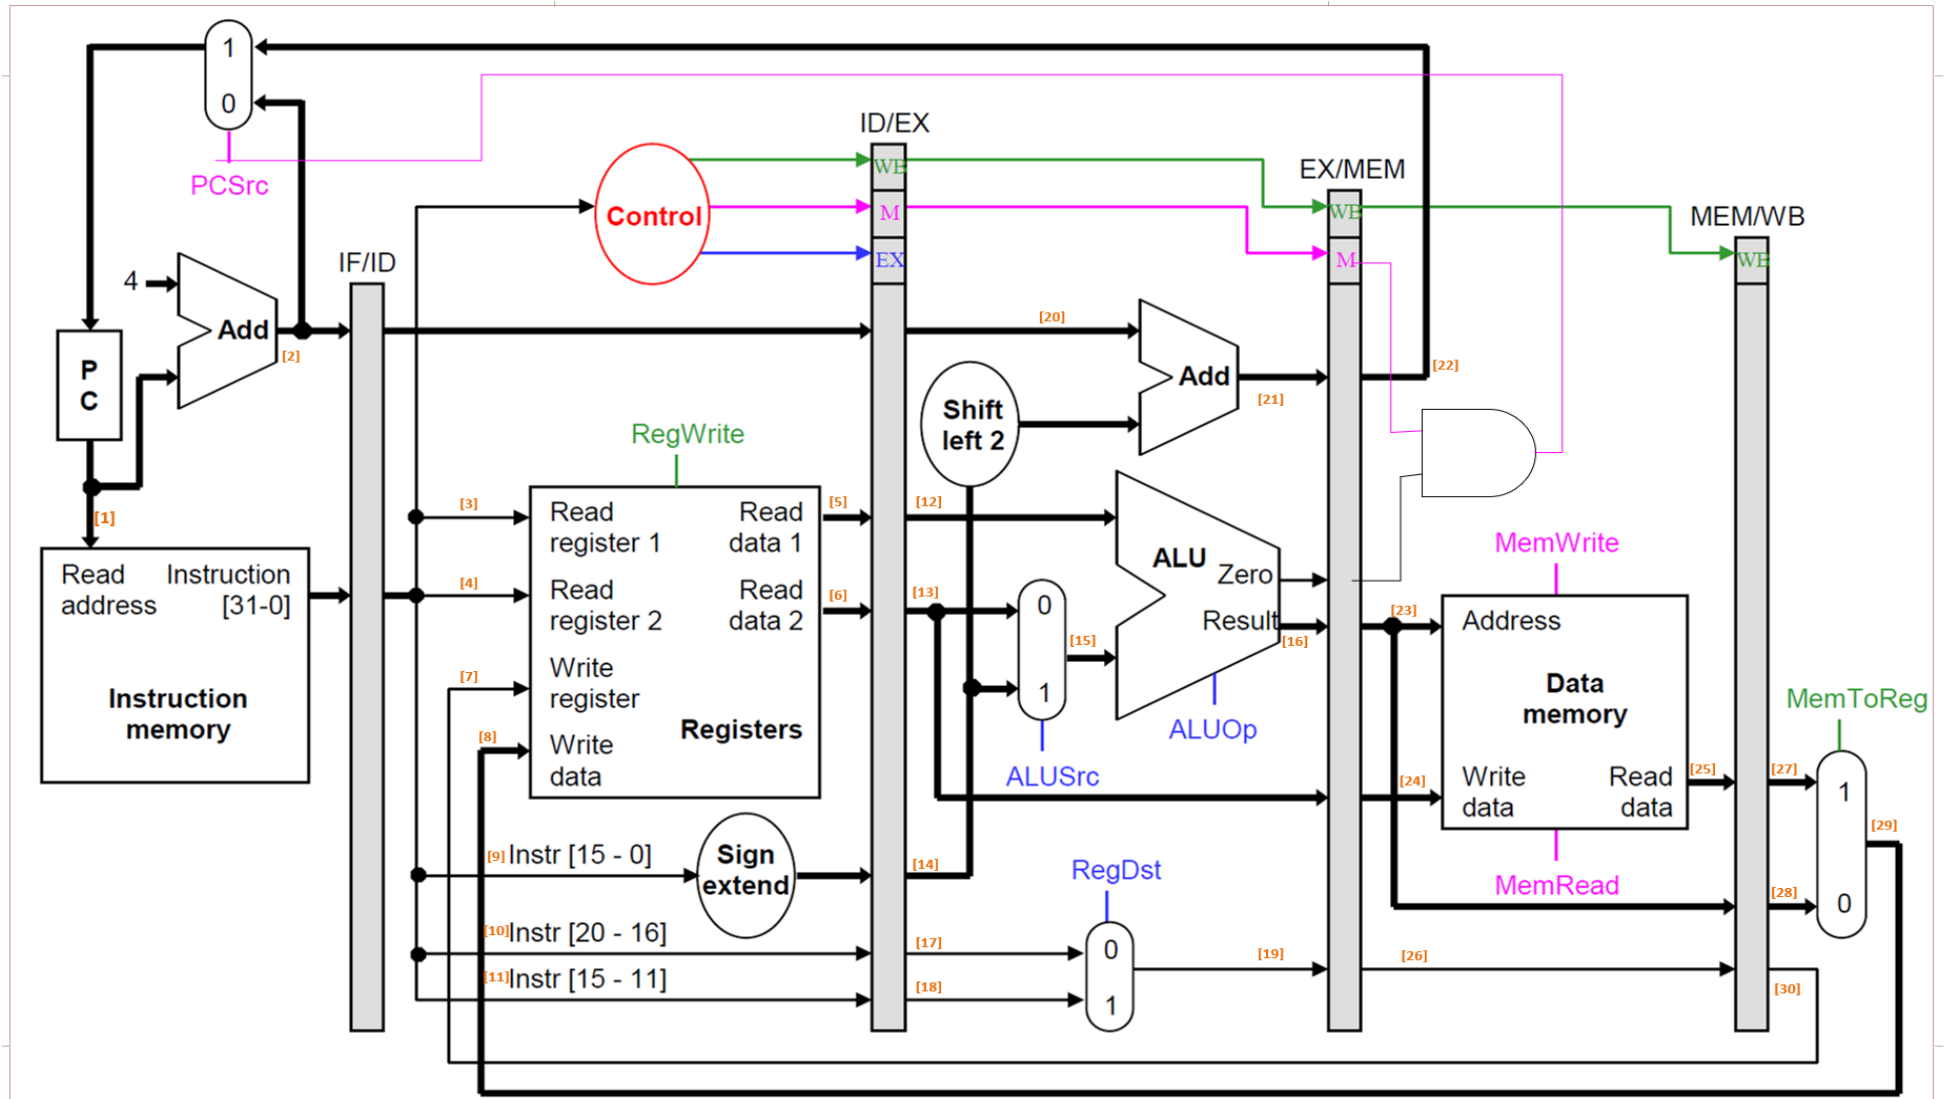 1
0
PCSrc
ID/EX
WB
M
EX
Control
EX/MEM
WB
M
MEM/WB
WB
IF/ID
4
Add
[2]
[20]
Add
[21]
[22]
P
C
[1]
Shift
left 2
RegWrite
[3]
[4]
[7]
[8]
Read
register 1
Read
data 1
[5]
Read
register 2
Read
data 2
[6]
Write
register
Registers
Write
data
[12]
[13]
[14]
0
1
[15]
ALUSrc
ALU
Zero
Result
[16]
ALUOp
Read
address
Instruction
[31-0]
Instruction
memory
MemWrite
[23]
Address
Data
memory
[24]
Write
data
Read
data
[25]
MemRead
MemToReg
[27]
1
[29]
[28]
0
[9] Instr [15 - 0]
Sign
extend
[10] Instr [20 - 16]
[11] Instr [15 - 11]
RegDst
[17]
0
[18]
1
[19]
[26]
[30]